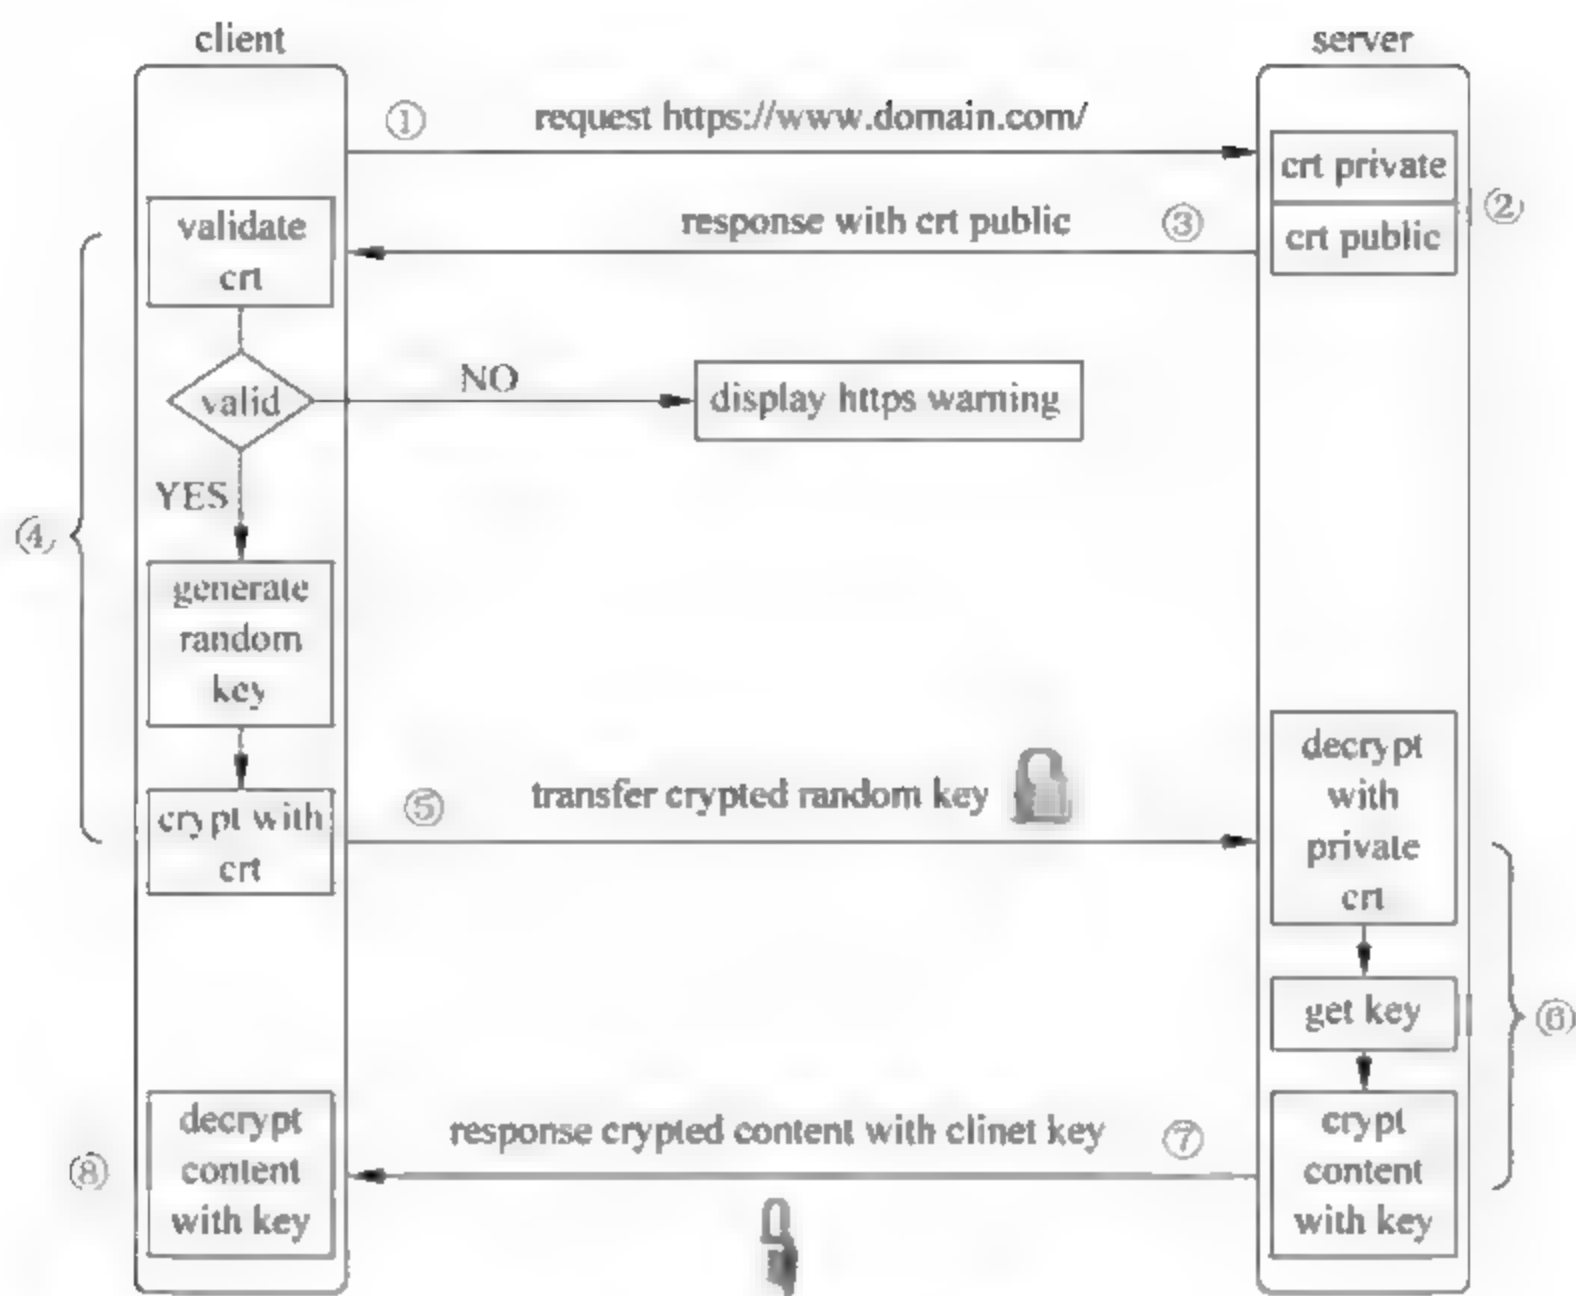 client
server
① request https://www.domain.com/
crt private
crt public
②
validate
crt
response with crt public ③
valid
NO
display https warning
YES
④
generate
random
key
crypt with
crt
⑤ transfer crypted random key
decrypt
with
private
crt
get key
⑥
crypt
content
with key
response crypted content with clinet key ⑦
⑧
decrypt
content
with key